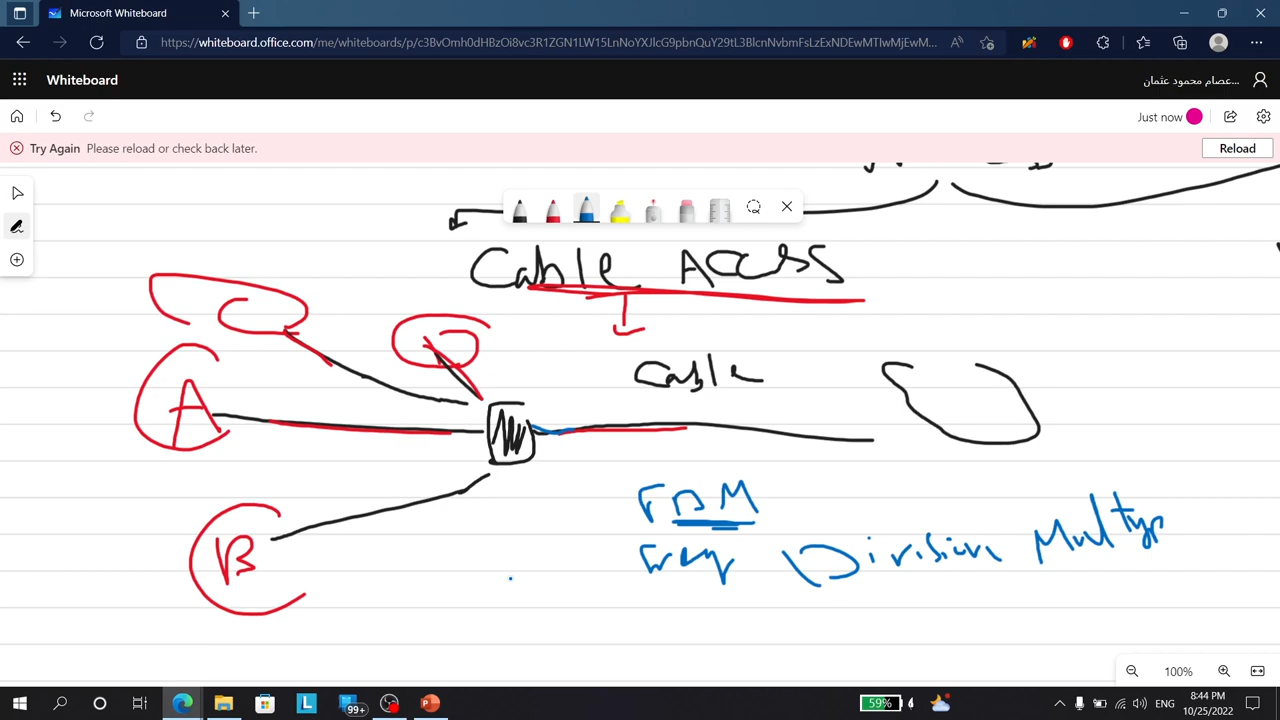 Microsoft Whiteboard
https://whiteboard.office.com/me/whiteboards/p/c3BvOmh0dHBzOi8vc3R1ZGN1LW15LnNoYXJlcG9pbnQuY29tL3BlcnNvbmFsLzExNDEwMTIwMjEwM...
Whiteboard
عصام محمود عثمان...
Just now
Try Again Please reload or check back later.
Reload
Cable Access
Cable
A
FDM
Freq Division Multyp
B
100%
99+
59%
8:44 PM
10/25/2022